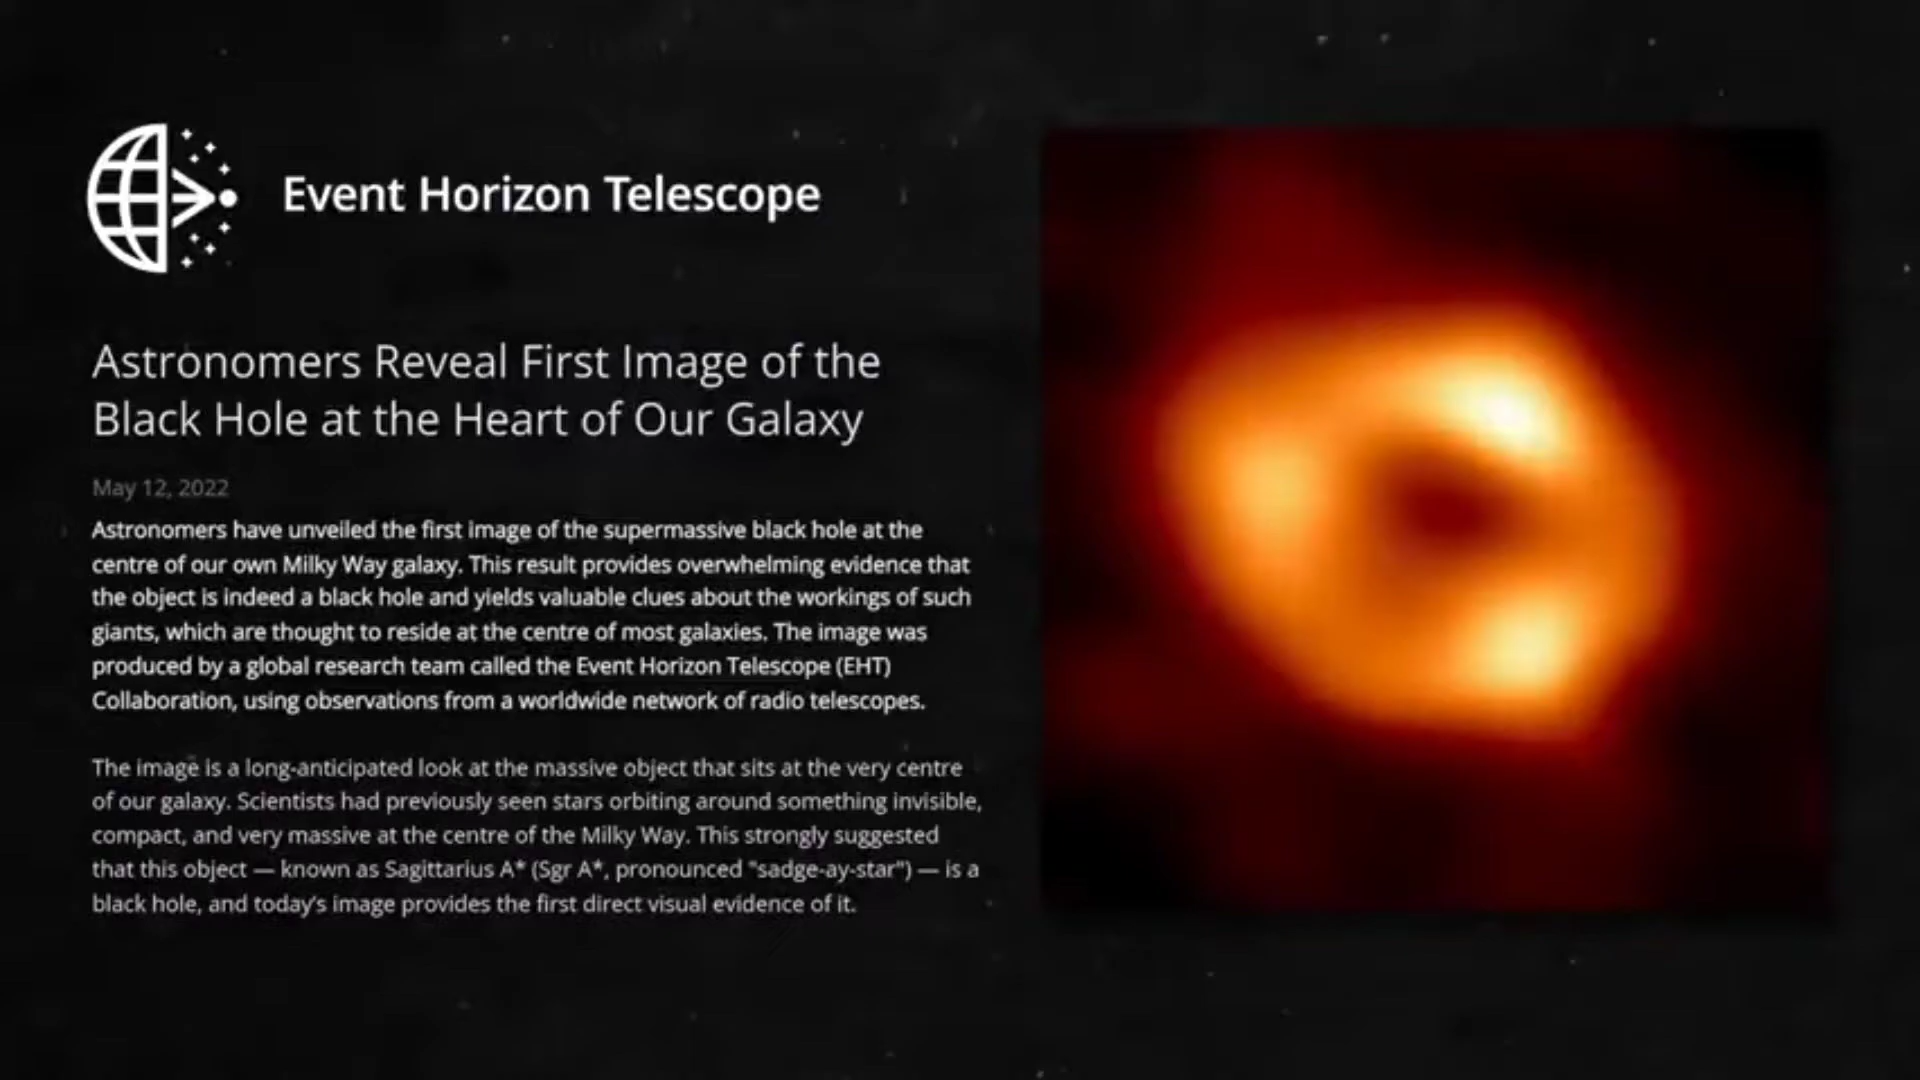 Event Horizon Telescope
Astronomers Reveal First Image of the
Black Hole at the Heart of Our Galaxy
May 12, 2022
Astronomers have unveiled the first image of the supermassive black hole at the
centre of our own Milky Way galaxy. This result provides overwhelming evidence that
the object is indeed a black hole and yields valuable clues about the workings of such
giants, which are thought to reside at the centre of most galaxies. The image was
produced by a global research team called the Event Horizon Telescope (EHT)
Collaboration, using observations from a worldwide network of radio telescopes.
The image is a long-anticipated look at the massive object that sits at the very centre
of our galaxy. Scientists had previously seen stars orbiting around something invisible,
compact, and very massive at the centre of the Milky Way. This strongly suggested
that this object — known as Sagittarius A* (Sgr A*, pronounced "sadge-ay-star") — is a
black hole, and today's image provides the first direct visual evidence of it.